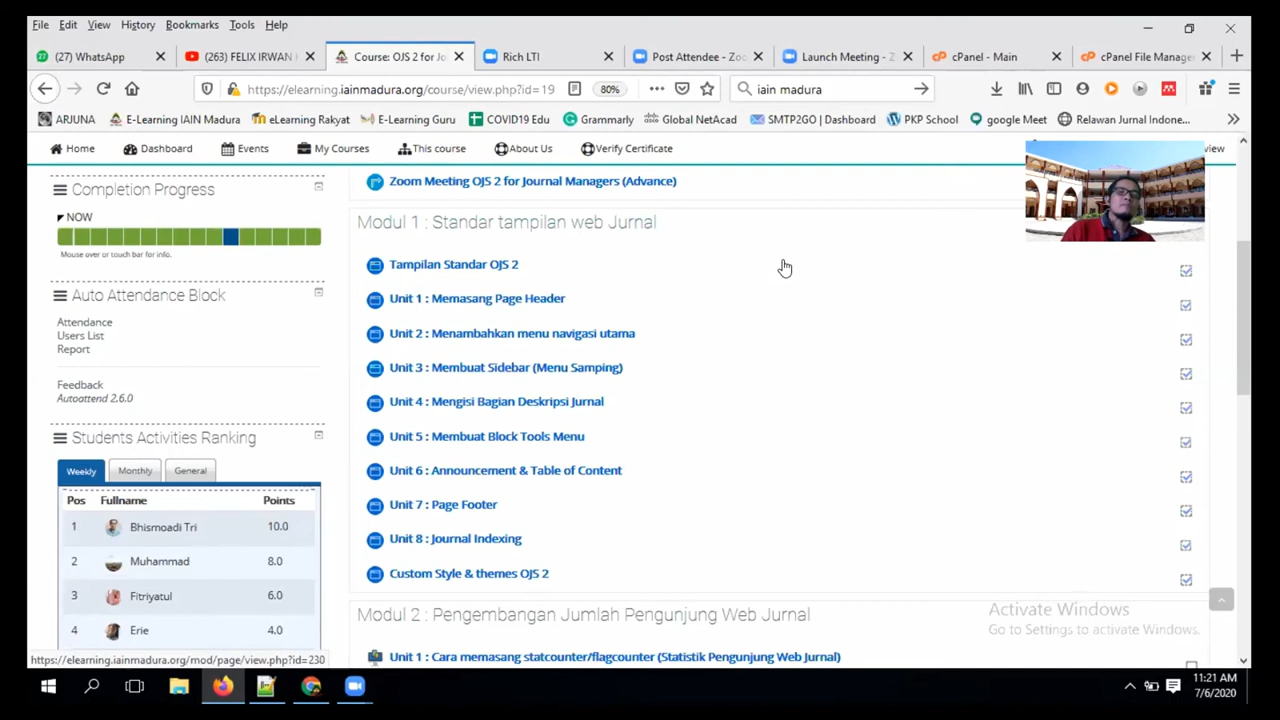 File Edit View History Bookmarks Tools Help
(27) WhatsApp
(263) FELIX IRWAN
Course: OJS 2 for Jo
Rich LTI
Post Attendee - Zoo
Launch Meeting - Z
cPanel - Main
cPanel File Manage
https://elearning.iainmadura.org/course/view.php?id=19
80%
iain madura
ARJUNA
E-Learning IAIN Madura
eLearning Rakyat
E-Learning Guru
COVID19 Edu
Grammarly
Global NetAcad
SMTP2GO | Dashboard
PKP School
google Meet
Relawan Jurnal Indone...
Home
Dashboard
Events
My Courses
This course
About Us
Verify Certificate
view
Completion Progress
NOW
Mouse over or touch bar for info.
Auto Attendance Block
Attendance
Users List
Report
Feedback
Autoattend 2.6.0
Students Activities Ranking
Weekly Monthly General
Pos Fullname Points
1 Bhismoadi Tri 10.0
2 Muhammad 8.0
3 Fitriyatul 6.0
4 Erie 4.0
Zoom Meeting OJS 2 for Journal Managers (Advance)
Modul 1 : Standar tampilan web Jurnal
Tampilan Standar OJS 2
Unit 1 : Memasang Page Header
Unit 2 : Menambahkan menu navigasi utama
Unit 3 : Membuat Sidebar (Menu Samping)
Unit 4 : Mengisi Bagian Deskripsi Jurnal
Unit 5 : Membuat Block Tools Menu
Unit 6 : Announcement & Table of Content
Unit 7 : Page Footer
Unit 8 : Journal Indexing
Custom Style & themes OJS 2
Modul 2 : Pengembangan Jumlah Pengunjung Web Jurnal
Unit 1 : Cara memasang statcounter/flagcounter (Statistik Pengunjung Web Jurnal)
Activate Windows
Go to Settings to activate Windows.
https://elearning.iainmadura.org/mod/page/view.php?id=230
11:21 AM
7/6/2020